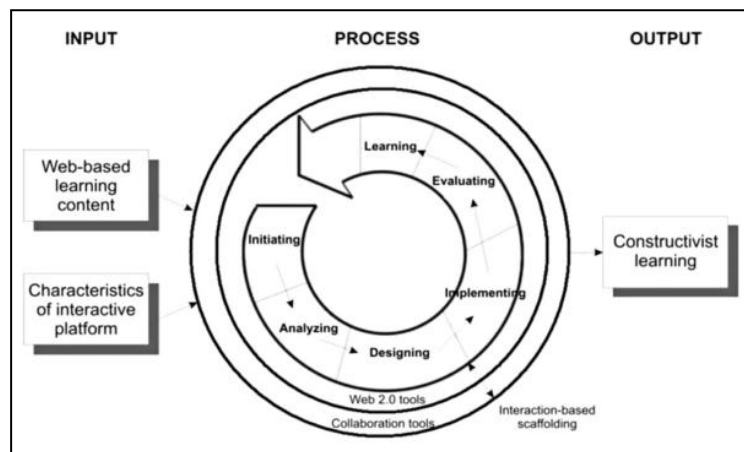 INPUT
PROCESS
OUTPUT
Web-based
learning
content
Characteristics
of interactive
platform
Learning
Evaluating
Initiating
Implementing
Analyzing
Designing
Web 2.0 tools
Collaboration tools
Interaction-based
scaffolding
Constructivist
learning